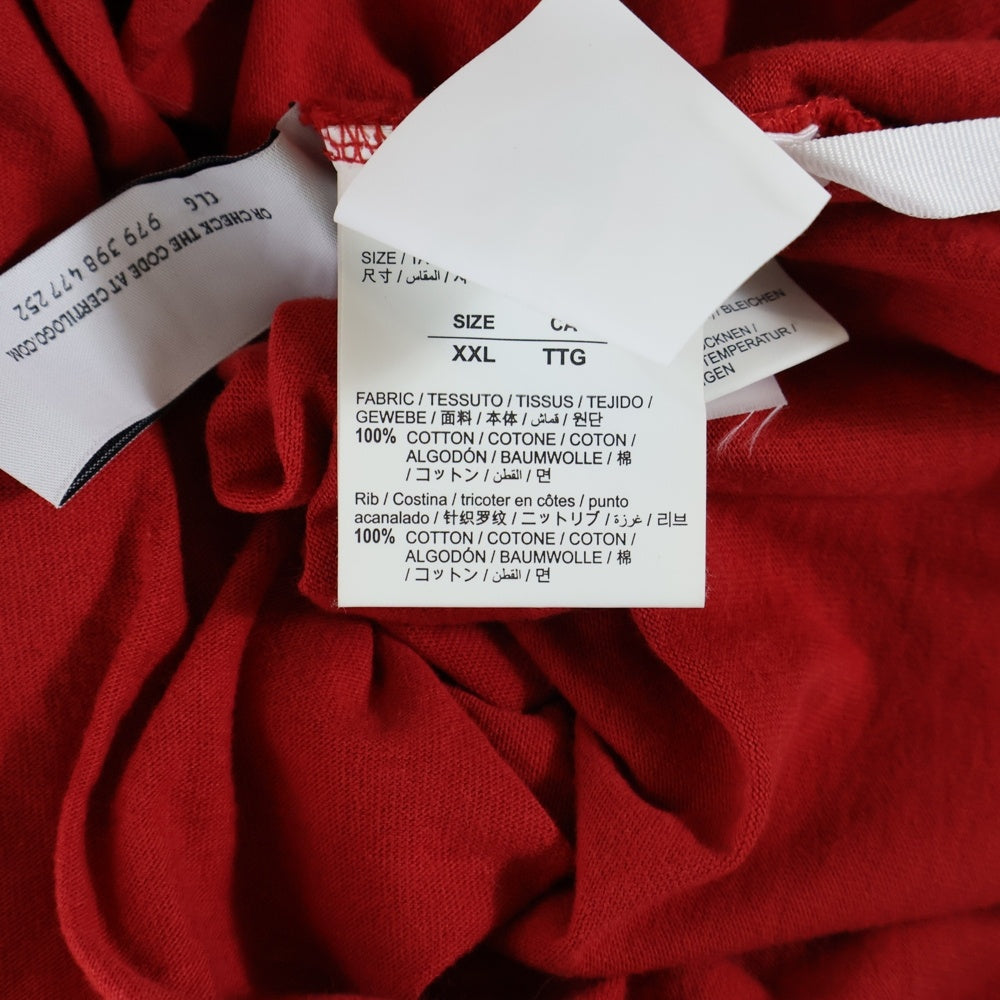 CLG 979 398 477 252
OR CHECK THE CODE AT CERTILOGO.COM
SIZE /
尺寸 / المقاس /
SIZE CA
XXL TTG
FABRIC / TESSUTO / TISSUS / TEJIDO /
GEWEBE / 面料 / 本体 / قماش / 원단
100% COTTON / COTONE / COTON /
ALGODÓN / BAUMWOLLE / 棉
/ コットン / القطن / 면
Rib / Costina / tricoter en côtes / punto
acanalado / 针织罗纹 / ニットリブ / غرزة / 리브
100% COTTON / COTONE / COTON /
ALGODÓN / BAUMWOLLE / 棉
/ コットン / القطن / 면
/ BLEICHEN
TEMPERATUR /